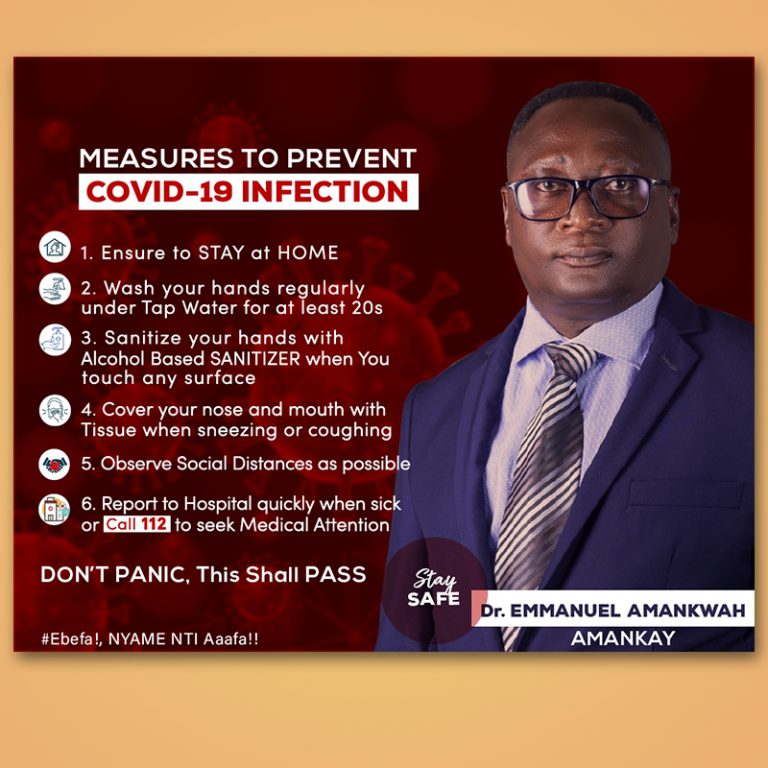 MEASURES TO PREVENT
COVID-19 INFECTION
1. Ensure to STAY at HOME
2. Wash your hands regularly
under Tap Water for at least 20s
3. Sanitize your hands with
Alcohol Based SANITIZER when You
touch any surface
4. Cover your nose and mouth with
Tissue when sneezing or coughing
5. Observe Social Distances as possible
6. Report to Hospital quickly when sick
or Call 112 to seek Medical Attention
DON'T PANIC, This Shall PASS
#Ebefa!, NYAME NTI Aaafa!!
Stay
SAFE
Dr. EMMANUEL AMANKWAH
AMANKAY